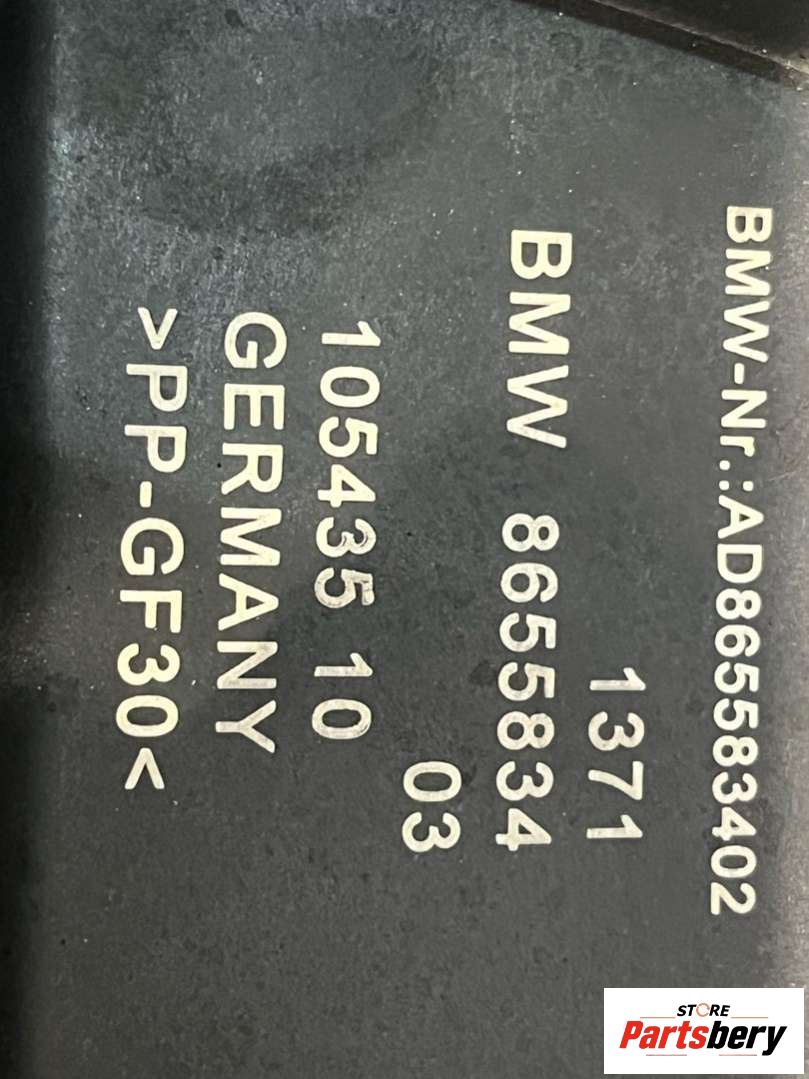 BMW-Nr.:AD865583402
1371
BMW 8655834
03
105435 10
GERMANY
>PP-GF30<
STORE
Partsbery